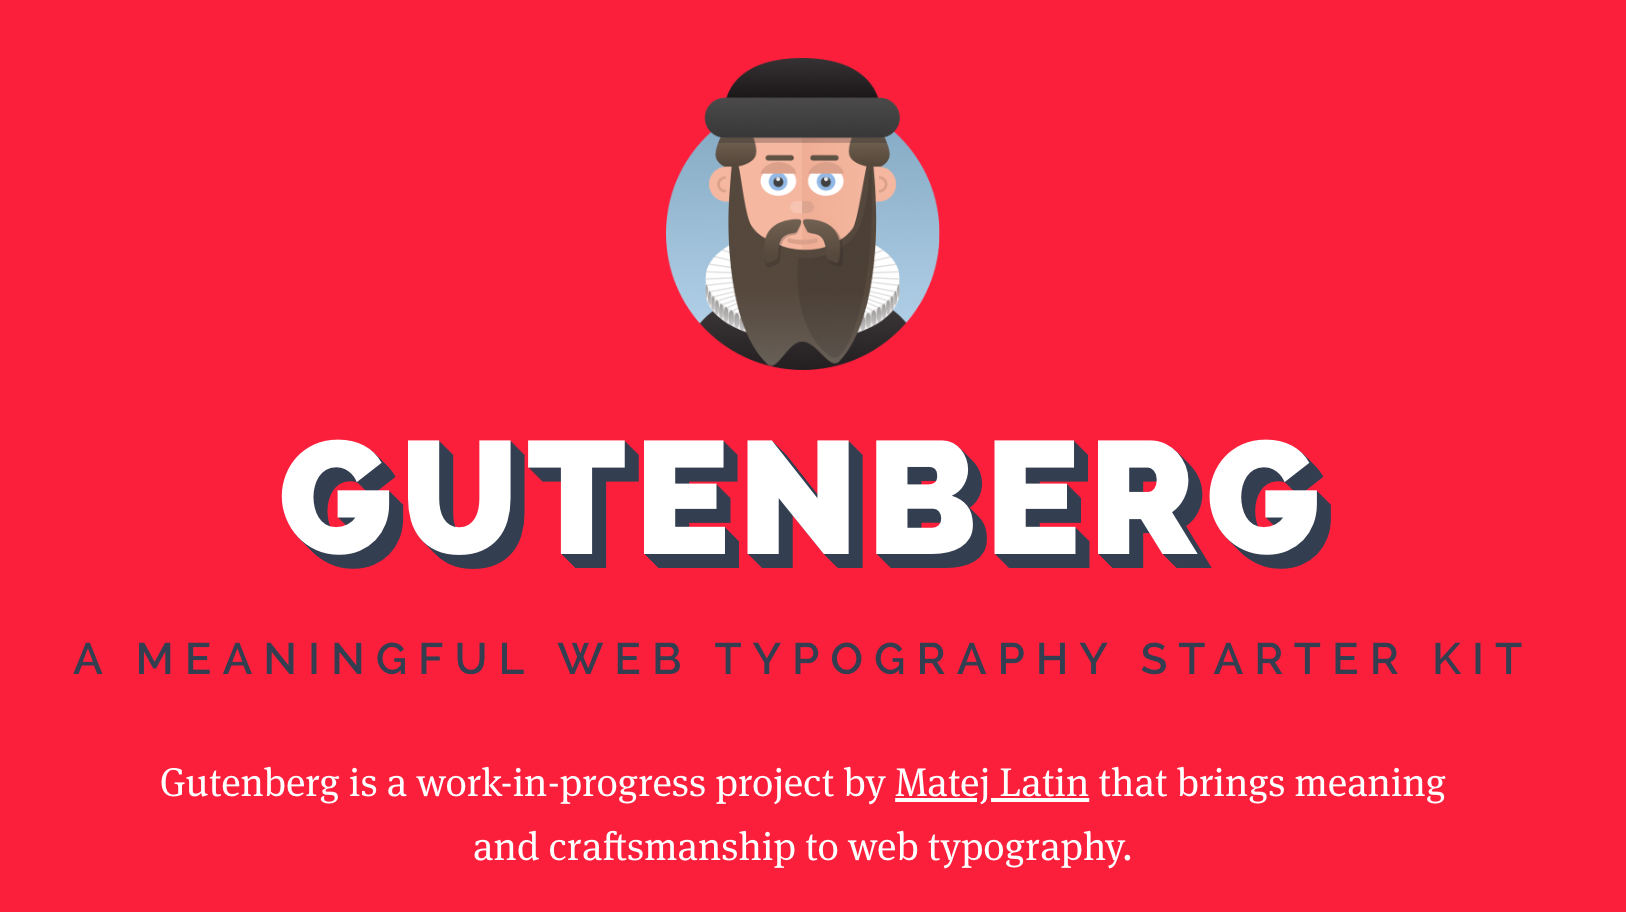 GUTENBERG
A MEANINGFUL WEB TYPOGRAPHY STARTER KIT
Gutenberg is a work-in-progress project by Matej Latin that brings meaning
and craftsmanship to web typography.